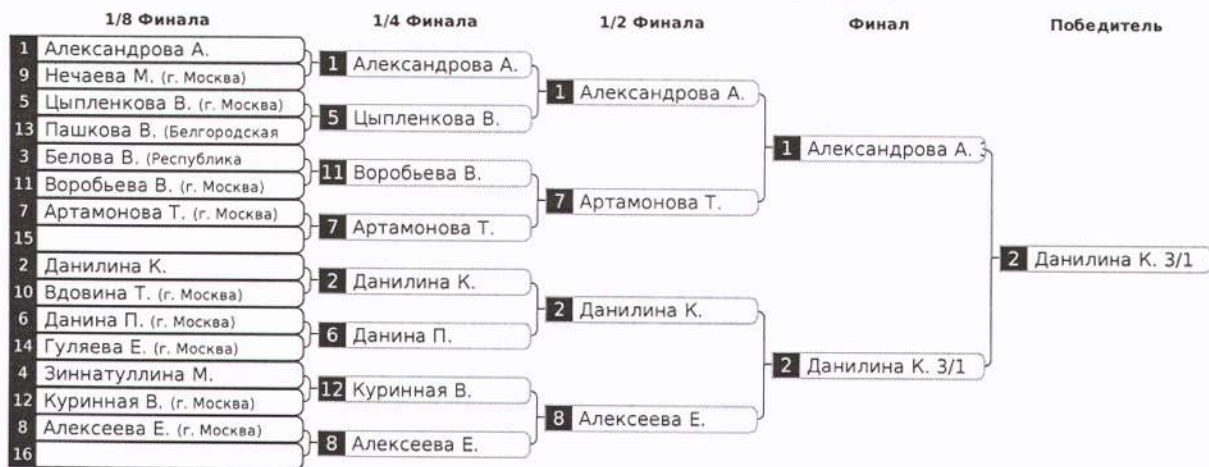 1/8 Финала
1/4 Финала
1/2 Финала
Финал
Победитель
1 Александрова А.
9 Нечаева М. (г. Москва)
5 Цыпленкова В. (г. Москва)
13 Пашкова В. (Белгородская
3 Белова В. (Республика
11 Воробьева В. (г. Москва)
7 Артамонова Т. (г. Москва)
15
2 Данилина К.
10 Вдовина Т. (г. Москва)
6 Данина П. (г. Москва)
14 Гуляева Е. (г. Москва)
4 Зиннатуллина М.
12 Куринная В. (г. Москва)
8 Алексеева Е. (г. Москва)
16
1 Александрова А.
5 Цыпленкова В.
11 Воробьева В.
7 Артамонова Т.
2 Данилина К.
6 Данина П.
12 Куринная В.
8 Алексеева Е.
1 Александрова А.
7 Артамонова Т.
2 Данилина К.
8 Алексеева Е.
1 Александрова А.
2 Данилина К. 3/1
2 Данилина К. 3/1